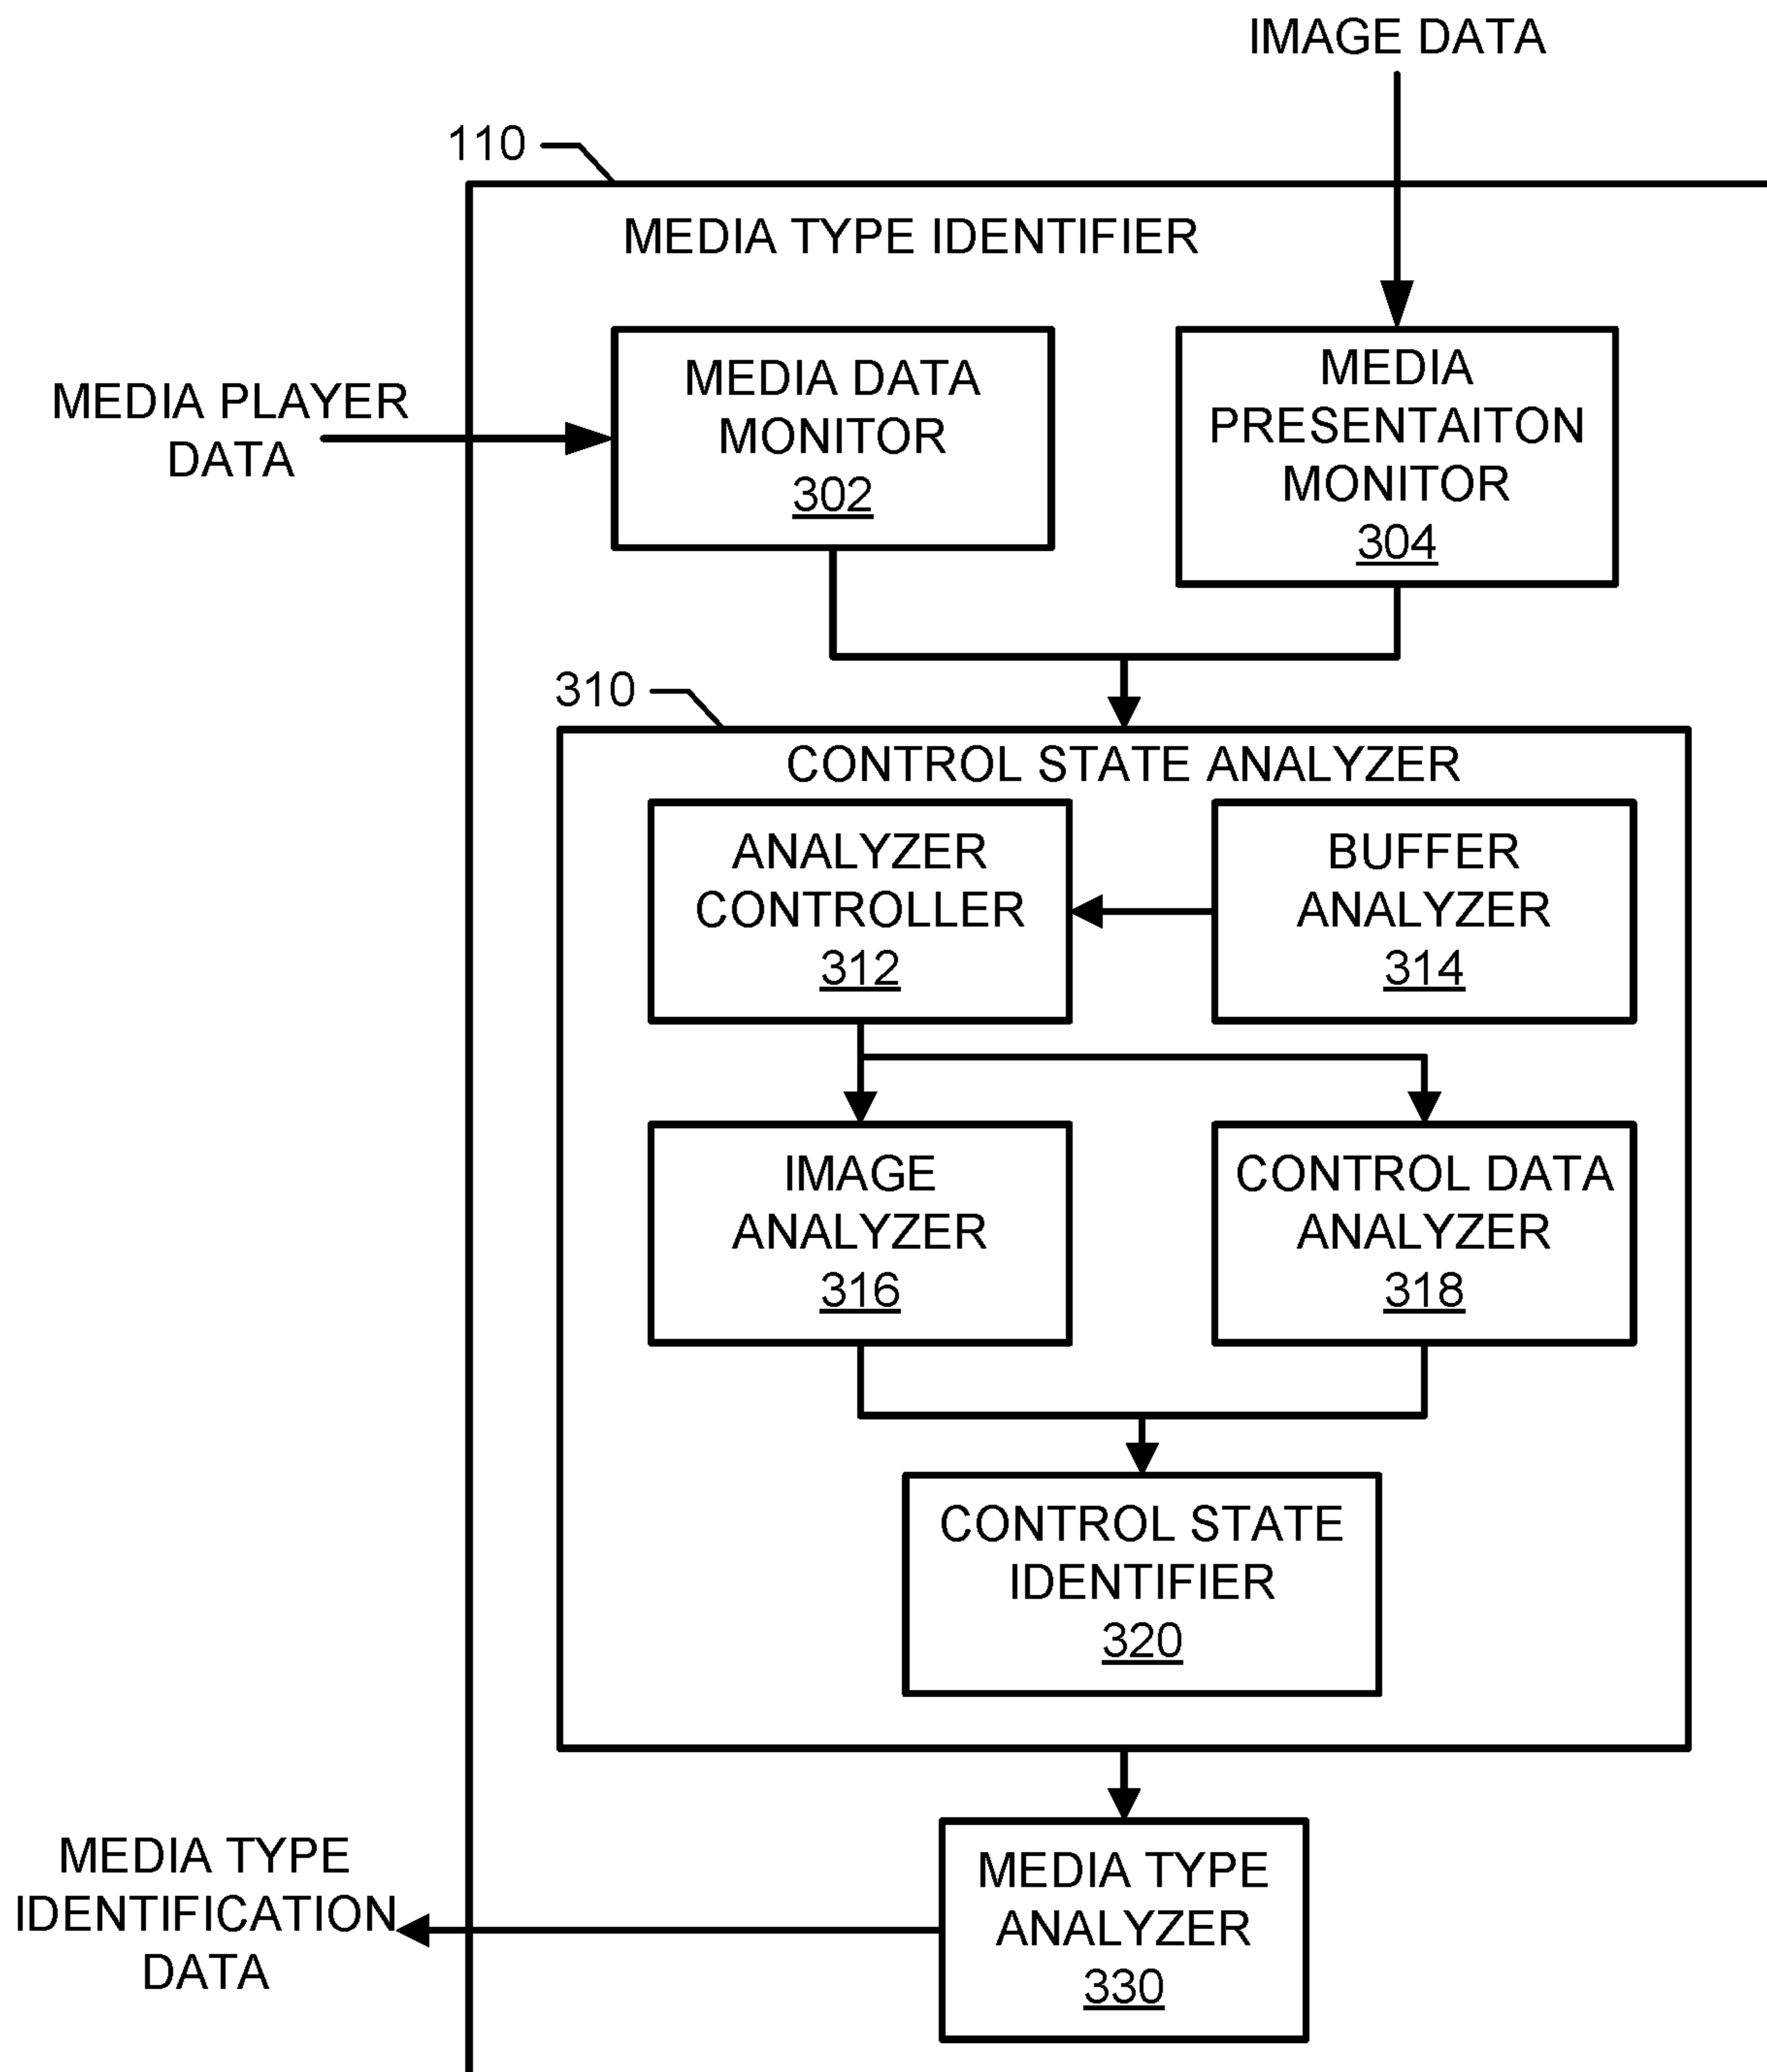 IMAGE DATA
110
MEDIA TYPE IDENTIFIER
MEDIA PLAYER
DATA
MEDIA DATA
MONITOR
302
MEDIA
PRESENTAITON
MONITOR
304
310
CONTROL STATE ANALYZER
ANALYZER
CONTROLLER
312
BUFFER
ANALYZER
314
IMAGE
ANALYZER
316
CONTROL DATA
ANALYZER
318
CONTROL STATE
IDENTIFIER
320
MEDIA TYPE
ANALYZER
330
MEDIA TYPE
IDENTIFICATION
DATA